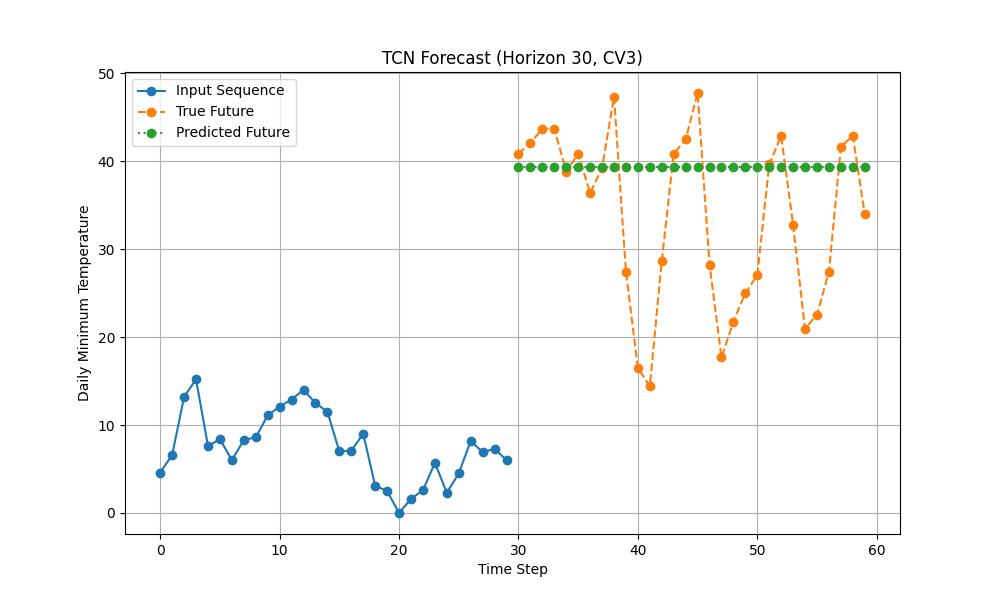 TCN Forecast (Horizon 30, CV3)
Input Sequence
True Future
Predicted Future
Daily Minimum Temperature
50
40
30
20
10
0
0 10 20 30 40 50 60
Time Step